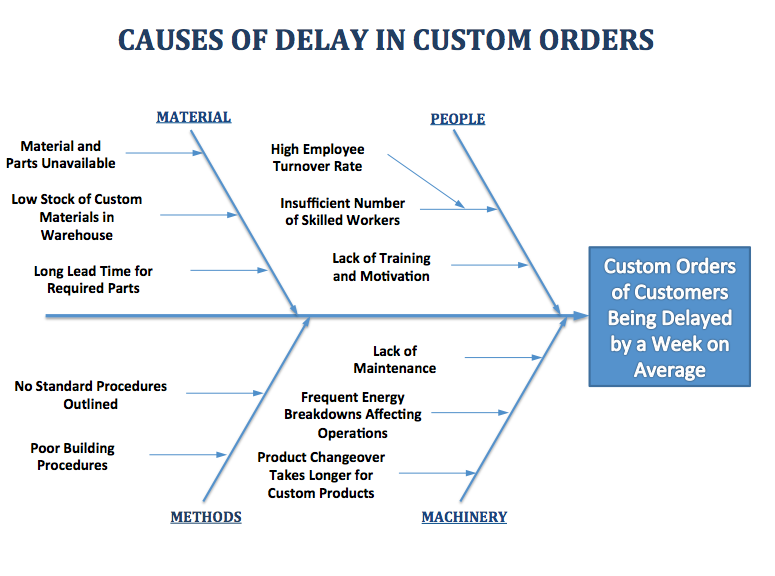 CAUSES OF DELAY IN CUSTOM ORDERS
MATERIAL
Material and
Parts Unavailable
Low Stock of Custom
Materials in
Warehouse
Long Lead Time for
Required Parts
PEOPLE
High Employee
Turnover Rate
Insufficient Number
of Skilled Workers
Lack of Training
and Motivation
Custom Orders
of Customers
Being Delayed
by a Week on
Average
No Standard Procedures
Outlined
Poor Building
Procedures
METHODS
Lack of
Maintenance
Frequent Energy
Breakdowns Affecting
Operations
Product Changeover
Takes Longer for
Custom Products
MACHINERY